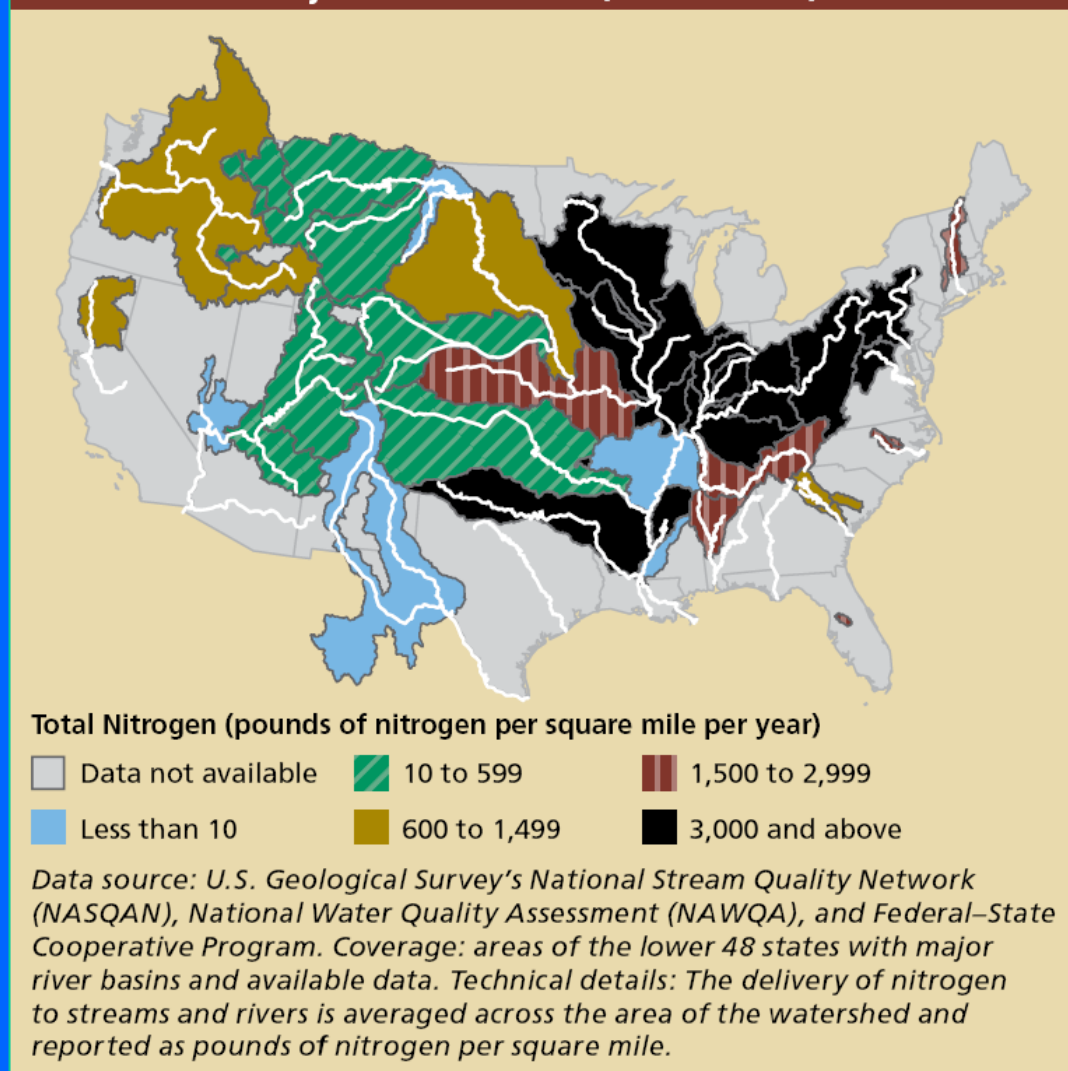 Total Nitrogen (pounds of nitrogen per square mile per year)
Data not available
10 to 599
1,500 to 2,999
Less than 10
600 to 1,499
3,000 and above
Data source: U.S. Geological Survey's National Stream Quality Network
(NASQAN), National Water Quality Assessment (NAWQA), and Federal–State
Cooperative Program. Coverage: areas of the lower 48 states with major
river basins and available data. Technical details: The delivery of nitrogen
to streams and rivers is averaged across the area of the watershed and
reported as pounds of nitrogen per square mile.